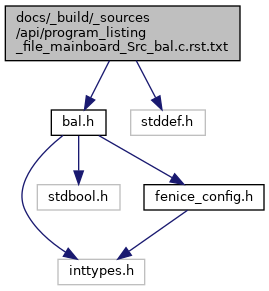 docs/_build/_sources
/api/program_listing
_file_mainboard_Src_bal.c.rst.txt
bal.h
stddef.h
stdbool.h
fenice_config.h
inttypes.h